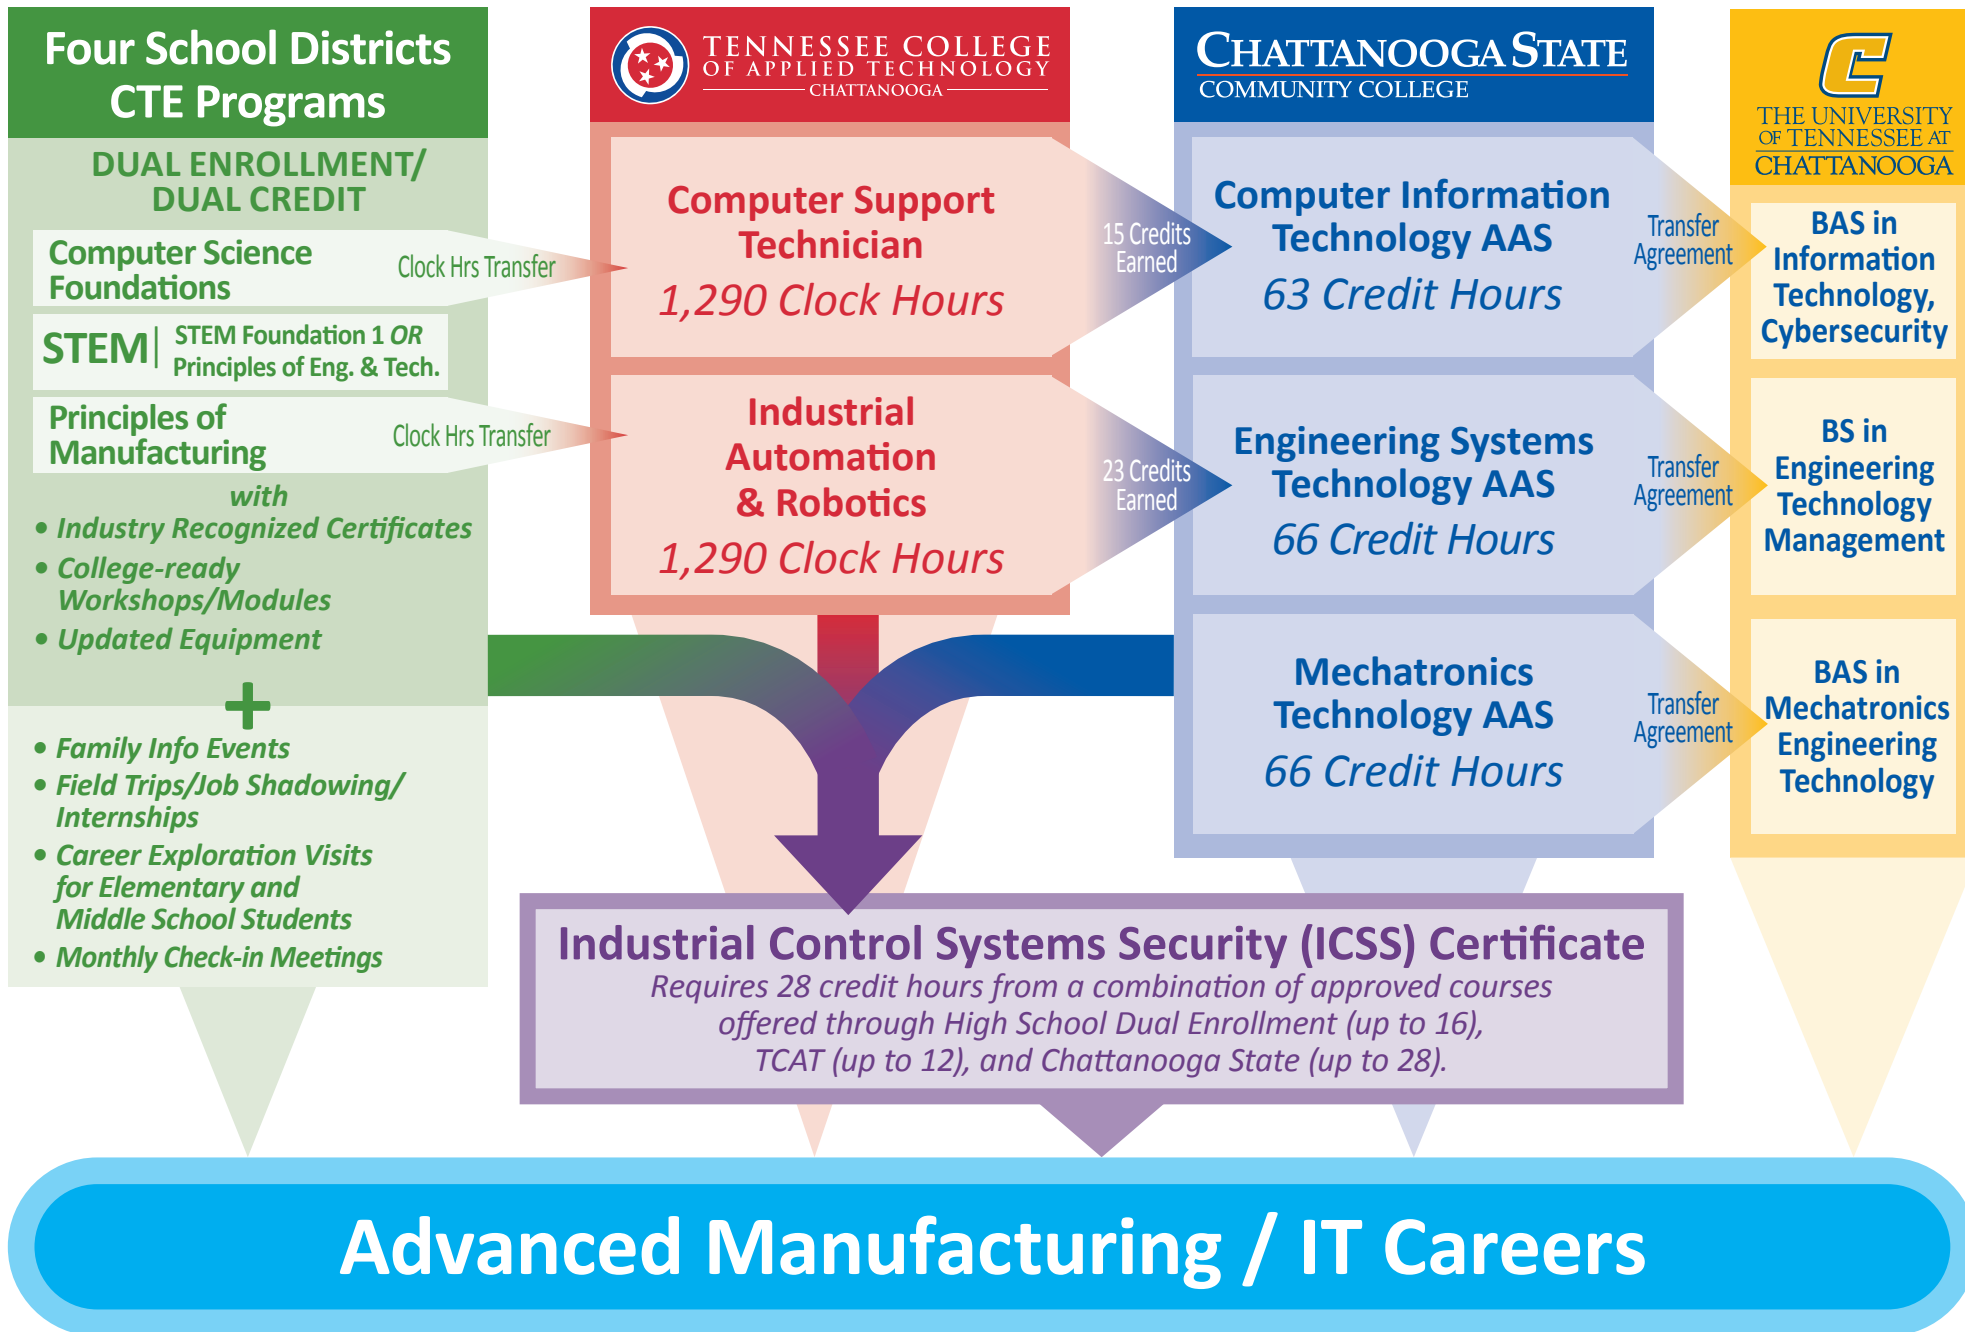 Four School Districts
CTE Programs
DUAL ENROLLMENT/
DUAL CREDIT
Computer Science
Foundations
Clock Hrs Transfer
STEM
STEM Foundation 1 OR
Principles of Eng. & Tech.
Principles of
Manufacturing
Clock Hrs Transfer
with
• Industry Recognized Certificates
• College-ready
Workshops/Modules
• Updated Equipment
+
• Family Info Events
• Field Trips/Job Shadowing/
Internships
• Career Exploration Visits
for Elementary and
Middle School Students
• Monthly Check-in Meetings
TENNESSEE COLLEGE
OF APPLIED TECHNOLOGY
CHATTANOOGA
Computer Support
Technician
1,290 Clock Hours
15 Credits
Earned
Industrial
Automation
& Robotics
1,290 Clock Hours
23 Credits
Earned
CHATTANOOGA STATE
COMMUNITY COLLEGE
Computer Information
Technology AAS
63 Credit Hours
Transfer
Agreement
Engineering Systems
Technology AAS
66 Credit Hours
Transfer
Agreement
Mechatronics
Technology AAS
66 Credit Hours
Transfer
Agreement
C
THE UNIVERSITY
OF TENNESSEE AT
CHATTANOOGA
BAS in
Information
Technology,
Cybersecurity
BS in
Engineering
Technology
Management
BAS in
Mechatronics
Engineering
Technology
Industrial Control Systems Security (ICSS) Certificate
Requires 28 credit hours from a combination of approved courses
offered through High School Dual Enrollment (up to 16),
TCAT (up to 12), and Chattanooga State (up to 28).
Advanced Manufacturing / IT Careers